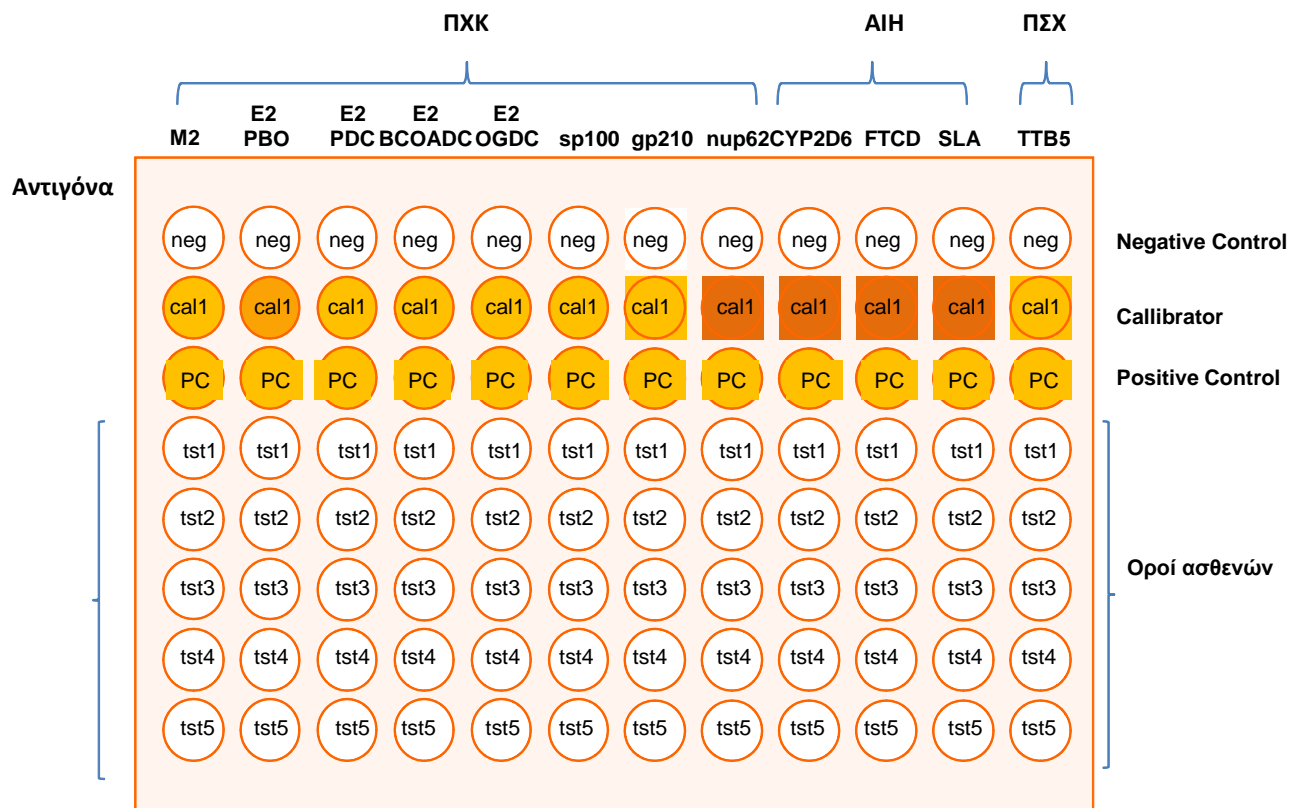 ΠΧΚ ΑΙΗ ΠΣΧ
E2 E2 E2 E2
M2 PBO PDC BCOADC OGDC sp100 gp210 nup62 CYP2D6 FTCD SLA TTB5
Αντιγόνα
neg neg neg neg neg neg neg neg neg neg neg neg Negative Control
cal1 cal1 cal1 cal1 cal1 cal1 cal1 cal1 cal1 cal1 cal1 cal1 Callibrator
PC PC PC PC PC PC PC PC PC PC PC PC Positive Control
tst1 tst1 tst1 tst1 tst1 tst1 tst1 tst1 tst1 tst1 tst1 tst1
tst2 tst2 tst2 tst2 tst2 tst2 tst2 tst2 tst2 tst2 tst2 tst2
tst3 tst3 tst3 tst3 tst3 tst3 tst3 tst3 tst3 tst3 tst3 tst3 Οροί ασθενών
tst4 tst4 tst4 tst4 tst4 tst4 tst4 tst4 tst4 tst4 tst4 tst4
tst5 tst5 tst5 tst5 tst5 tst5 tst5 tst5 tst5 tst5 tst5 tst5